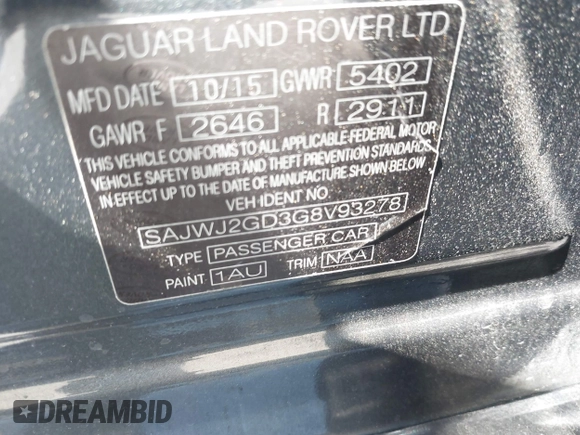 JAGUAR LAND ROVER LTD
MFD DATE 10/15 GVWR 5402
GAWR F 2646 R 2911
THIS VEHICLE CONFORMS TO ALL APPLICABLE FEDERAL MOTOR
VEHICLE SAFETY BUMPER AND THEFT PREVENTION STANDARDS
IN EFFECT ON THE DATE OF MANUFACTURE SHOWN BELOW
VEH IDENT NO
SAJWJ2GD3G8V93278
TYPE PASSENGER CAR
PAINT 1AU TRIM NAA
DREAMBID